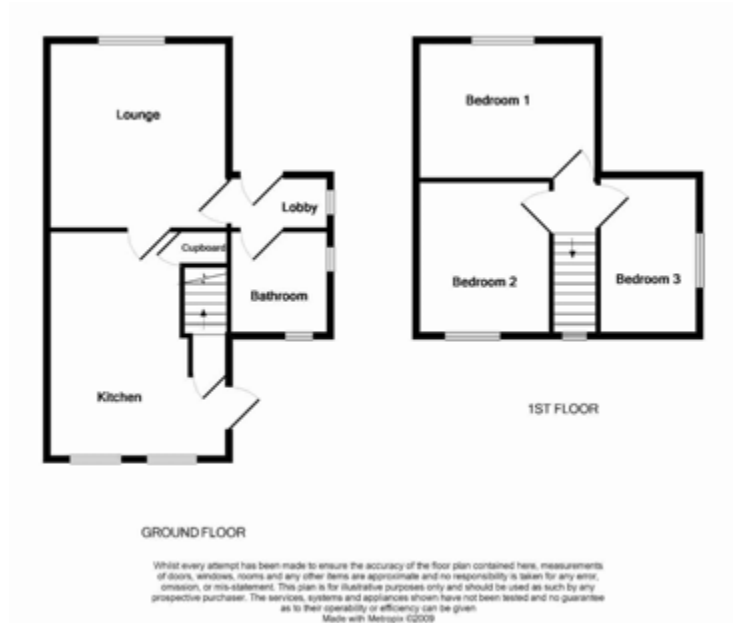 Lounge
Lobby
Cupboard
Bathroom
Kitchen
GROUND FLOOR
Bedroom 1
Bedroom 2
Bedroom 3
1ST FLOOR
Whilst every attempt has been made to ensure the accuracy of the floor plan contained here, measurements
of doors, windows, rooms and any other items are approximate and no responsibility is taken for any error,
omission, or mis-statement. This plan is for illustrative purposes only and should be used as such by any
prospective purchaser. The services, systems and appliances shown have not been tested and no guarantee
as to their operability or efficiency can be given
Made with Metropix ©2009